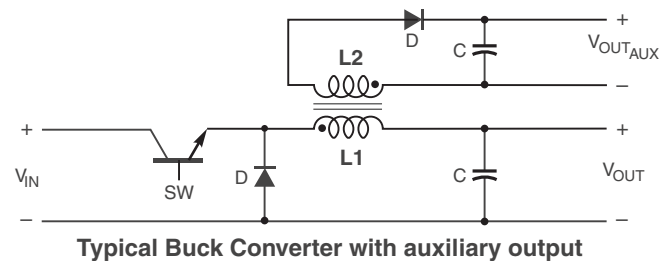 D
+
L2
C
V_OUT_AUX
–
+
+
L1
V_IN
SW
D
C
V_OUT
–
–
Typical Buck Converter with auxiliary output